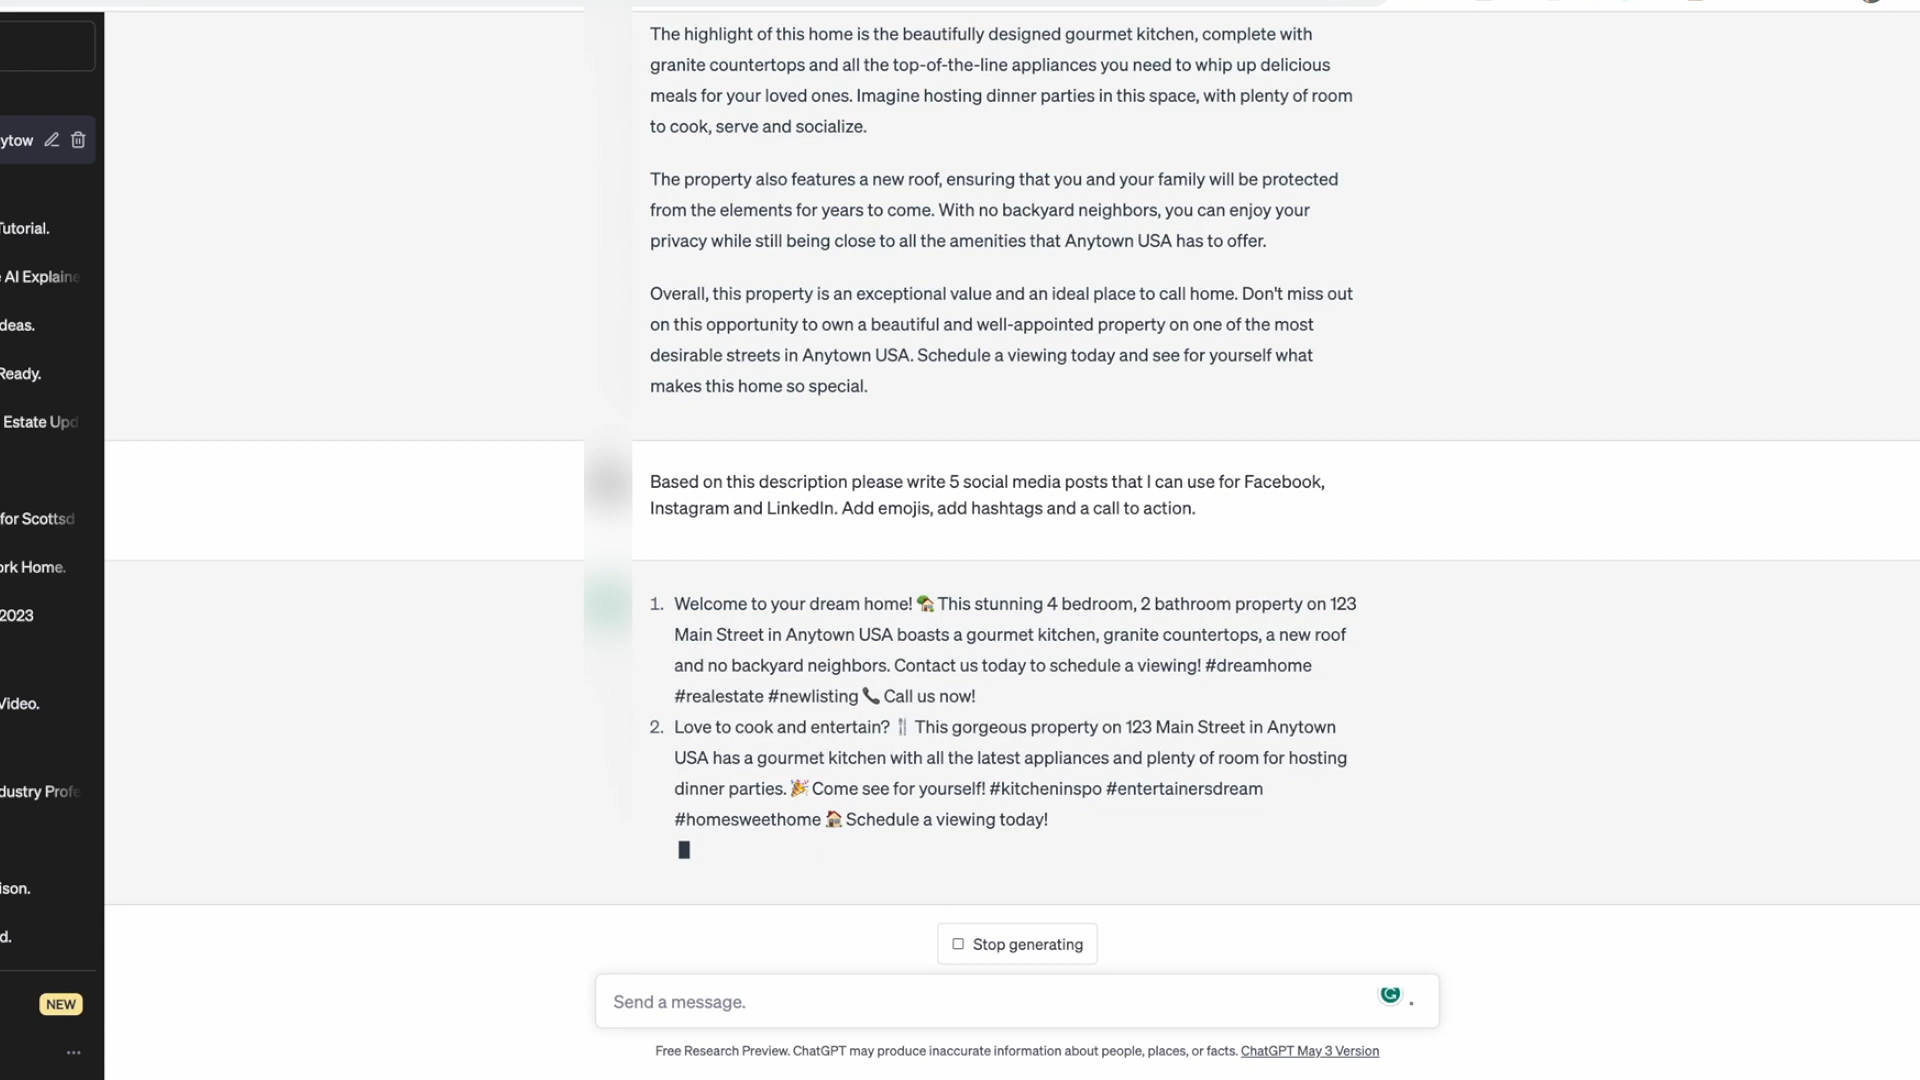 ytow
Tutorial.
AI Explaine
deas.
Ready.
Estate Upd
for Scottsd
ork Home.
2023
Video.
dustry Profe
ison.
d.
NEW
The highlight of this home is the beautifully designed gourmet kitchen, complete with
granite countertops and all the top-of-the-line appliances you need to whip up delicious
meals for your loved ones. Imagine hosting dinner parties in this space, with plenty of room
to cook, serve and socialize.
The property also features a new roof, ensuring that you and your family will be protected
from the elements for years to come. With no backyard neighbors, you can enjoy your
privacy while still being close to all the amenities that Anytown USA has to offer.
Overall, this property is an exceptional value and an ideal place to call home. Don't miss out
on this opportunity to own a beautiful and well-appointed property on one of the most
desirable streets in Anytown USA. Schedule a viewing today and see for yourself what
makes this home so special.
Based on this description please write 5 social media posts that I can use for Facebook,
Instagram and LinkedIn. Add emojis, add hashtags and a call to action.
1. Welcome to your dream home! 🏡 This stunning 4 bedroom, 2 bathroom property on 123
Main Street in Anytown USA boasts a gourmet kitchen, granite countertops, a new roof
and no backyard neighbors. Contact us today to schedule a viewing! #dreamhome
#realestate #newlisting 📞 Call us now!
2. Love to cook and entertain? 🍴 This gorgeous property on 123 Main Street in Anytown
USA has a gourmet kitchen with all the latest appliances and plenty of room for hosting
dinner parties. 🎉 Come see for yourself! #kitcheninspo #entertainersdream
#homesweethome 🏠 Schedule a viewing today!
Stop generating
Send a message.
Free Research Preview. ChatGPT may produce inaccurate information about people, places, or facts. ChatGPT May 3 Version